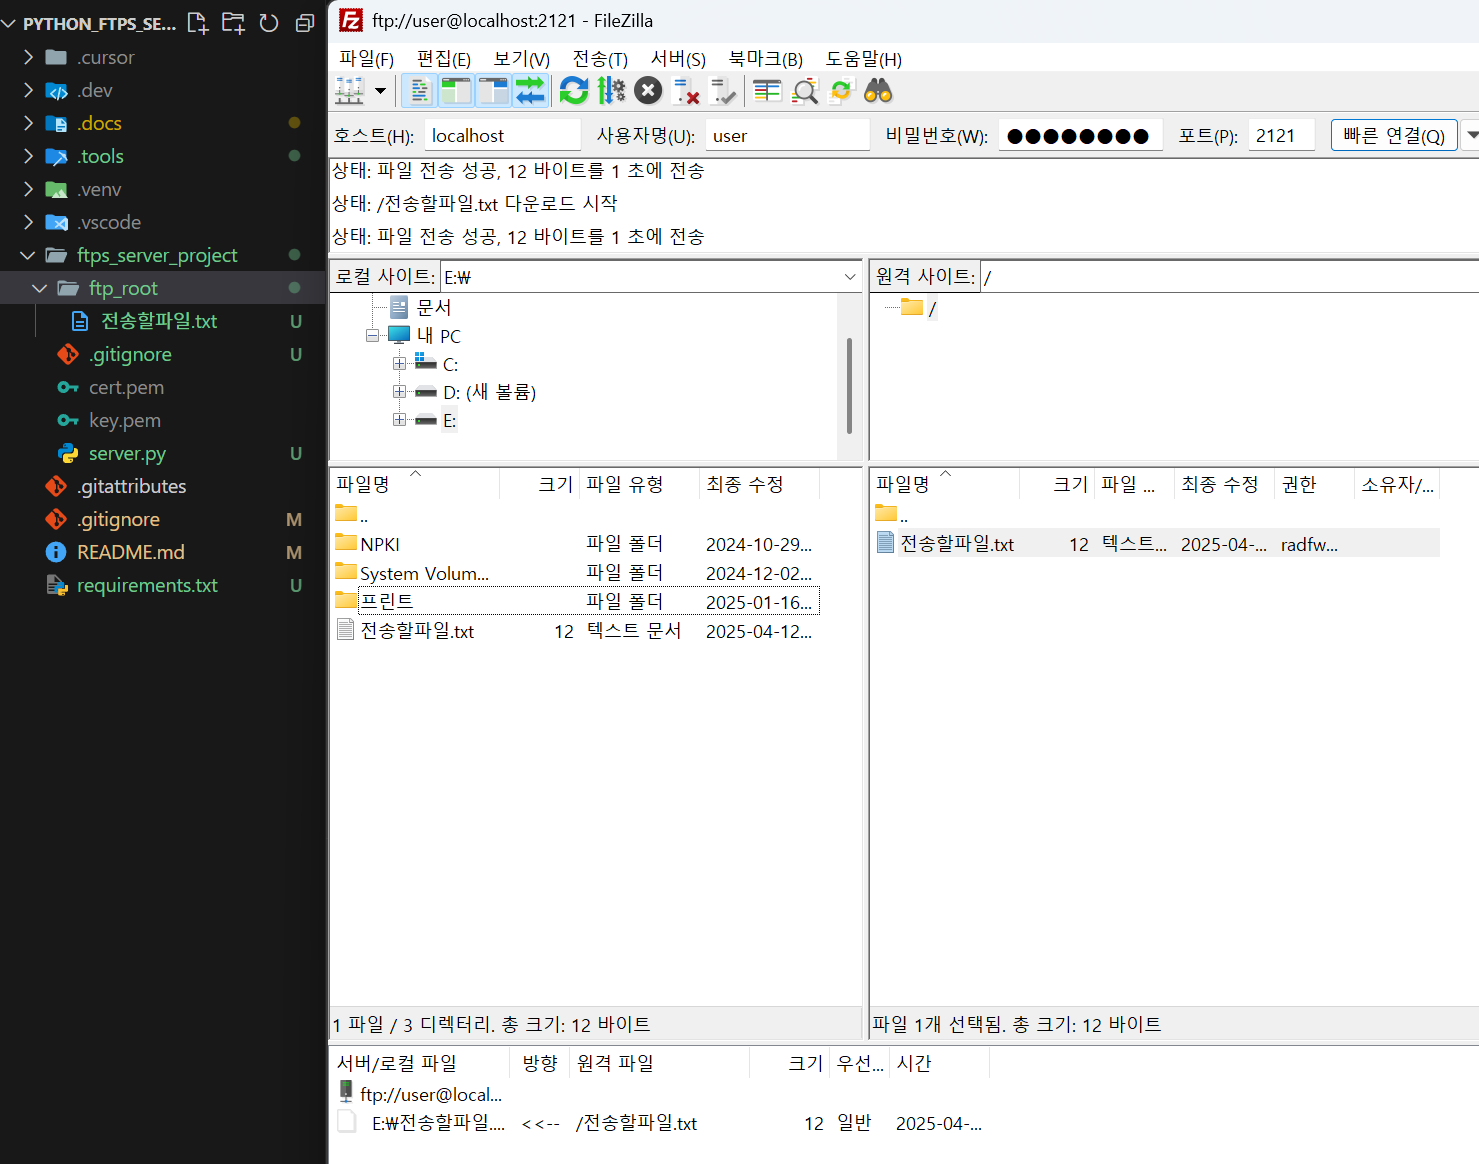 PYTHON_FTPS_SE...
.cursor
.dev
.docs
.tools
.venv
.vscode
ftps_server_project
ftp_root
전송할파일.txt U
.gitignore U
cert.pem
key.pem
server.py U
.gitattributes
.gitignore M
README.md M
requirements.txt U
ftp://user@localhost:2121 - FileZilla
파일(F) 편집(E) 보기(V) 전송(T) 서버(S) 북마크(B) 도움말(H)
호스트(H): localhost 사용자명(U): user 비밀번호(W): ●●●●●●●● 포트(P): 2121 빠른 연결(Q)
상태: 파일 전송 성공, 12 바이트를 1 초에 전송
상태: /전송할파일.txt 다운로드 시작
상태: 파일 전송 성공, 12 바이트를 1 초에 전송
로컬 사이트: E:₩
문서
내 PC
C:
D: (새 볼륨)
E:
원격 사이트: /
/
파일명 크기 파일 유형 최종 수정
..
NPKI 파일 폴더 2024-10-29...
System Volum... 파일 폴더 2024-12-02...
프린트 파일 폴더 2025-01-16...
전송할파일.txt 12 텍스트 문서 2025-04-12...
1 파일 / 3 디렉터리. 총 크기: 12 바이트
파일명 크기 파일 ... 최종 수정 권한 소유자/...
..
전송할파일.txt 12 텍스트... 2025-04-... radfw...
파일 1개 선택됨. 총 크기: 12 바이트
서버/로컬 파일 방향 원격 파일 크기 우선... 시간
ftp://user@local...
E:₩전송할파일.... <<-- /전송할파일.txt 12 일반 2025-04-...